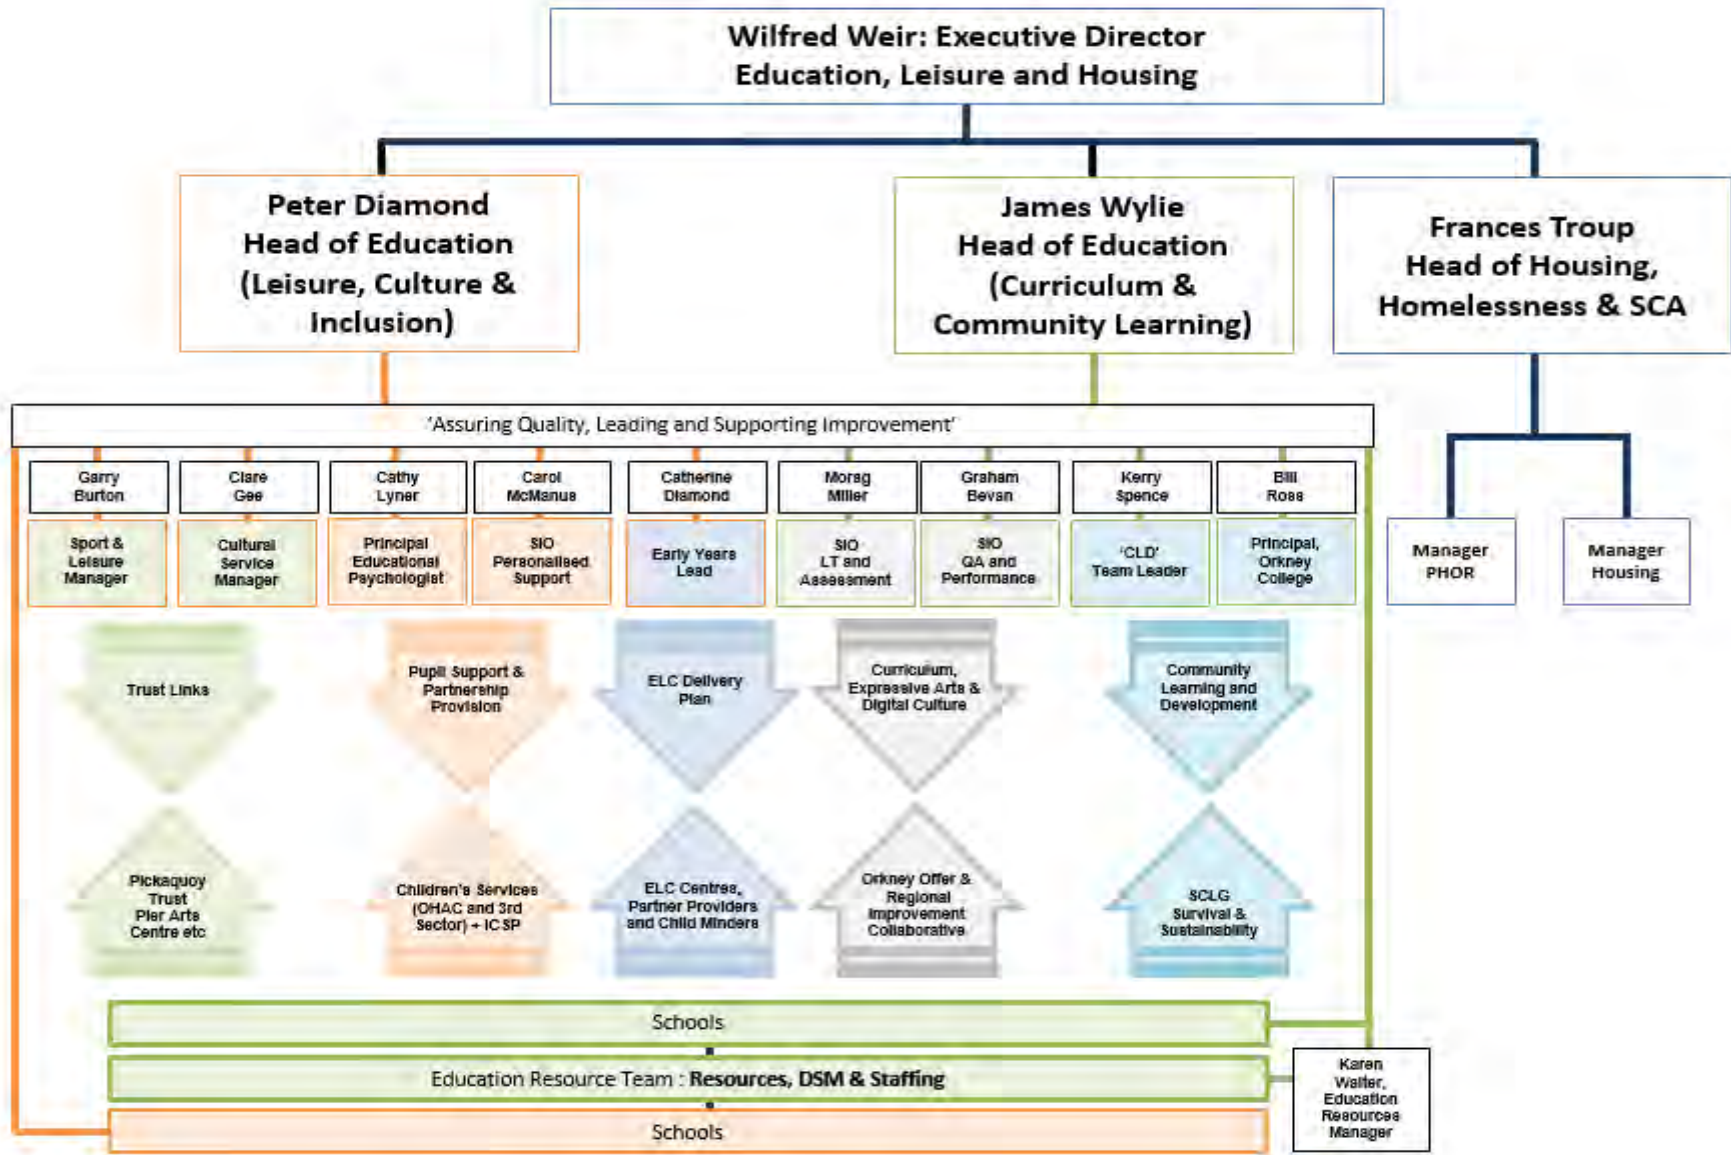 Wilfred Weir: Executive Director
Education, Leisure and Housing
Peter Diamond
Head of Education
(Leisure, Culture &
Inclusion)
James Wylie
Head of Education
(Curriculum &
Community Learning)
Frances Troup
Head of Housing,
Homelessness & SCA
'Assuring Quality, Leading and Supporting Improvement'
Garry
Burton
Clare
Gee
Cathy
Lyner
Carol
McManus
Catherine
Diamond
Morag
Miller
Graham
Bevan
Kerry
Spence
Bill
Ross
Sport &
Leisure
Manager
Cultural
Service
Manager
Principal
Educational
Psychologist
SIO
Personalised
Support
Early Years
Lead
SIO
LT and
Assessment
SIO
QA and
Performance
'CLD'
Team Leader
Principal,
Orkney
College
Manager
PHOR
Manager
Housing
Trust Links
Pupil Support &
Partnership
Provision
ELC Delivery
Plan
Curriculum,
Expressive Arts &
Digital Culture
Community
Learning and
Development
Pickaquoy
Trust
Pier Arts
Centre etc
Children's Services
(OHAC and 3rd
Sector) + ICSP
ELC Centres,
Partner Providers
and Child Minders
Orkney Offer &
Regional
Improvement
Collaborative
SCLG
Survival &
Sustainability
Schools
Education Resource Team : Resources, DSM & Staffing
Schools
Karen
Walter,
Education
Resources
Manager